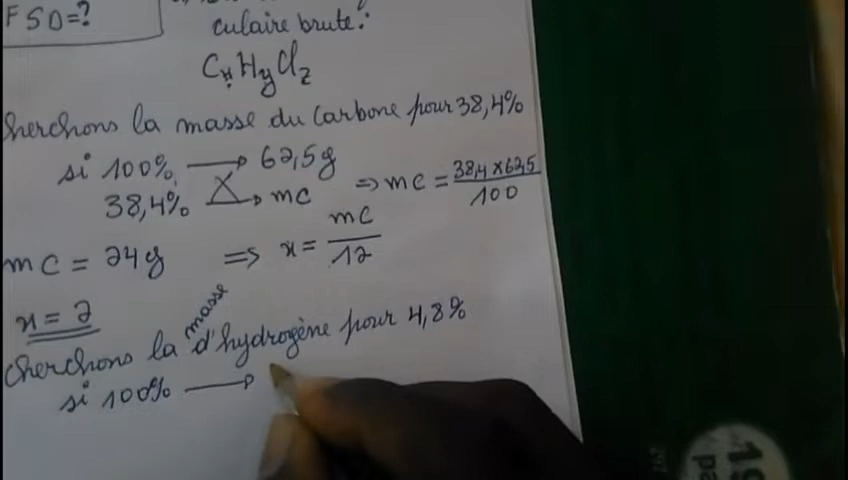 FSD=?
culaire brute:
CxHyClz
cherchons la masse du Carbone pour 38,4%
si 100% → 62,5g
38,4% → mc ⇒ mc = 38,4×62,5 / 100
mc = 24g ⇒ x = mc / 12
x = 2
cherchons la masse d'hydrogène pour 4,8%
si 100% →